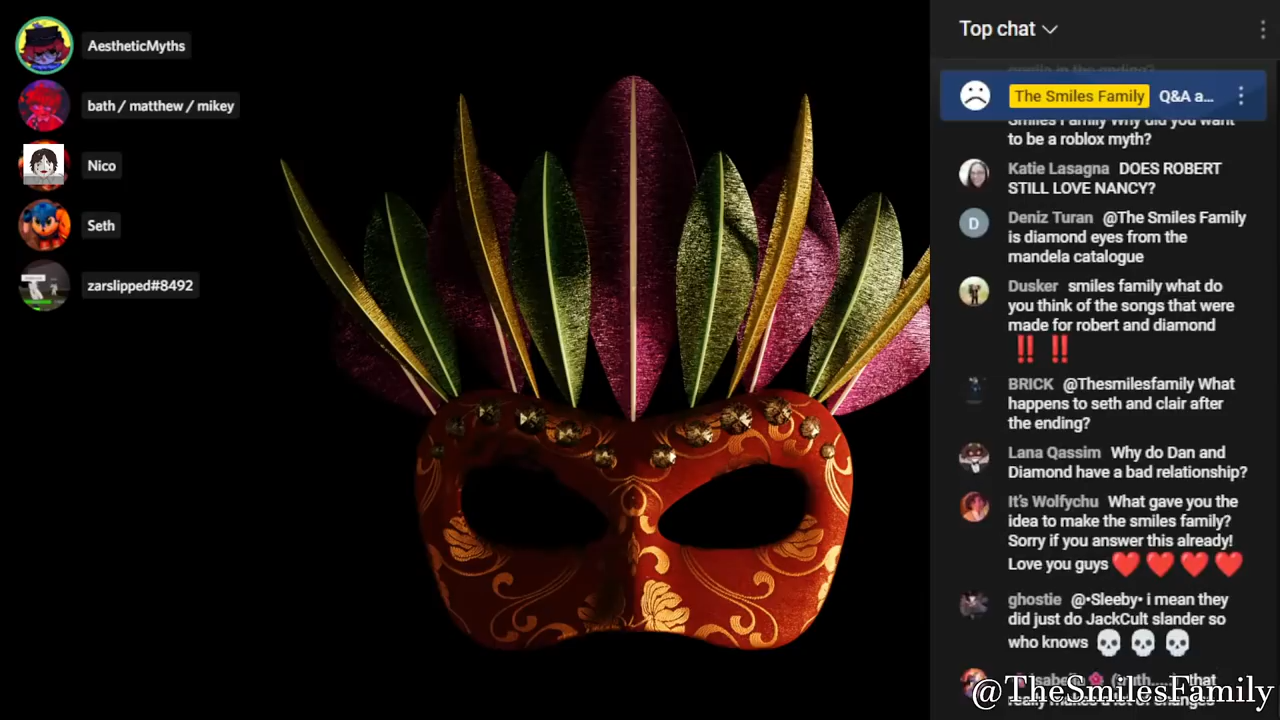 AestheticMyths
bath / matthew / mikey
Nico
Seth
zarslipped#8492
Top chat
The Smiles Family Q&A a...
Smiles Family Why did you want
to be a roblox myth?
Katie Lasagna DOES ROBERT
STILL LOVE NANCY?
D
Deniz Turan @The Smiles Family
is diamond eyes from the
mandela catalogue
Dusker smiles family what do
you think of the songs that were
made for robert and diamond
‼️ ‼️
BRICK @Thesmilesfamily What
happens to seth and clair after
the ending?
Lana Qassim Why do Dan and
Diamond have a bad relationship?
It's Wolfychu What gave you the
idea to make the smiles family?
Sorry if you answer this already!
Love you guys ❤️ ❤️ ❤️ ❤️
ghostie @•Sleeby• i mean they
did just do JackCult slander so
who knows 💀 💀 💀
that
@TheSmilesFamily